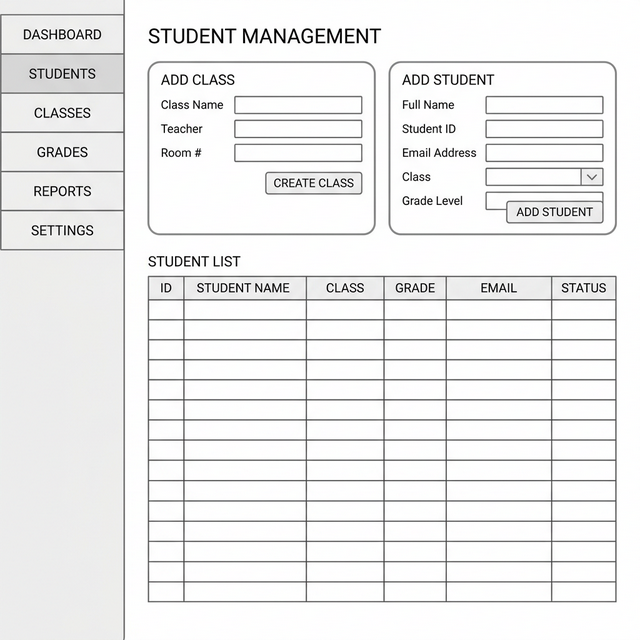 DASHBOARD
STUDENTS
CLASSES
GRADES
REPORTS
SETTINGS
STUDENT MANAGEMENT
ADD CLASS
Class Name
Teacher
Room #
CREATE CLASS
ADD STUDENT
Full Name
Student ID
Email Address
Class
Grade Level
ADD STUDENT
STUDENT LIST
ID STUDENT NAME CLASS GRADE EMAIL STATUS